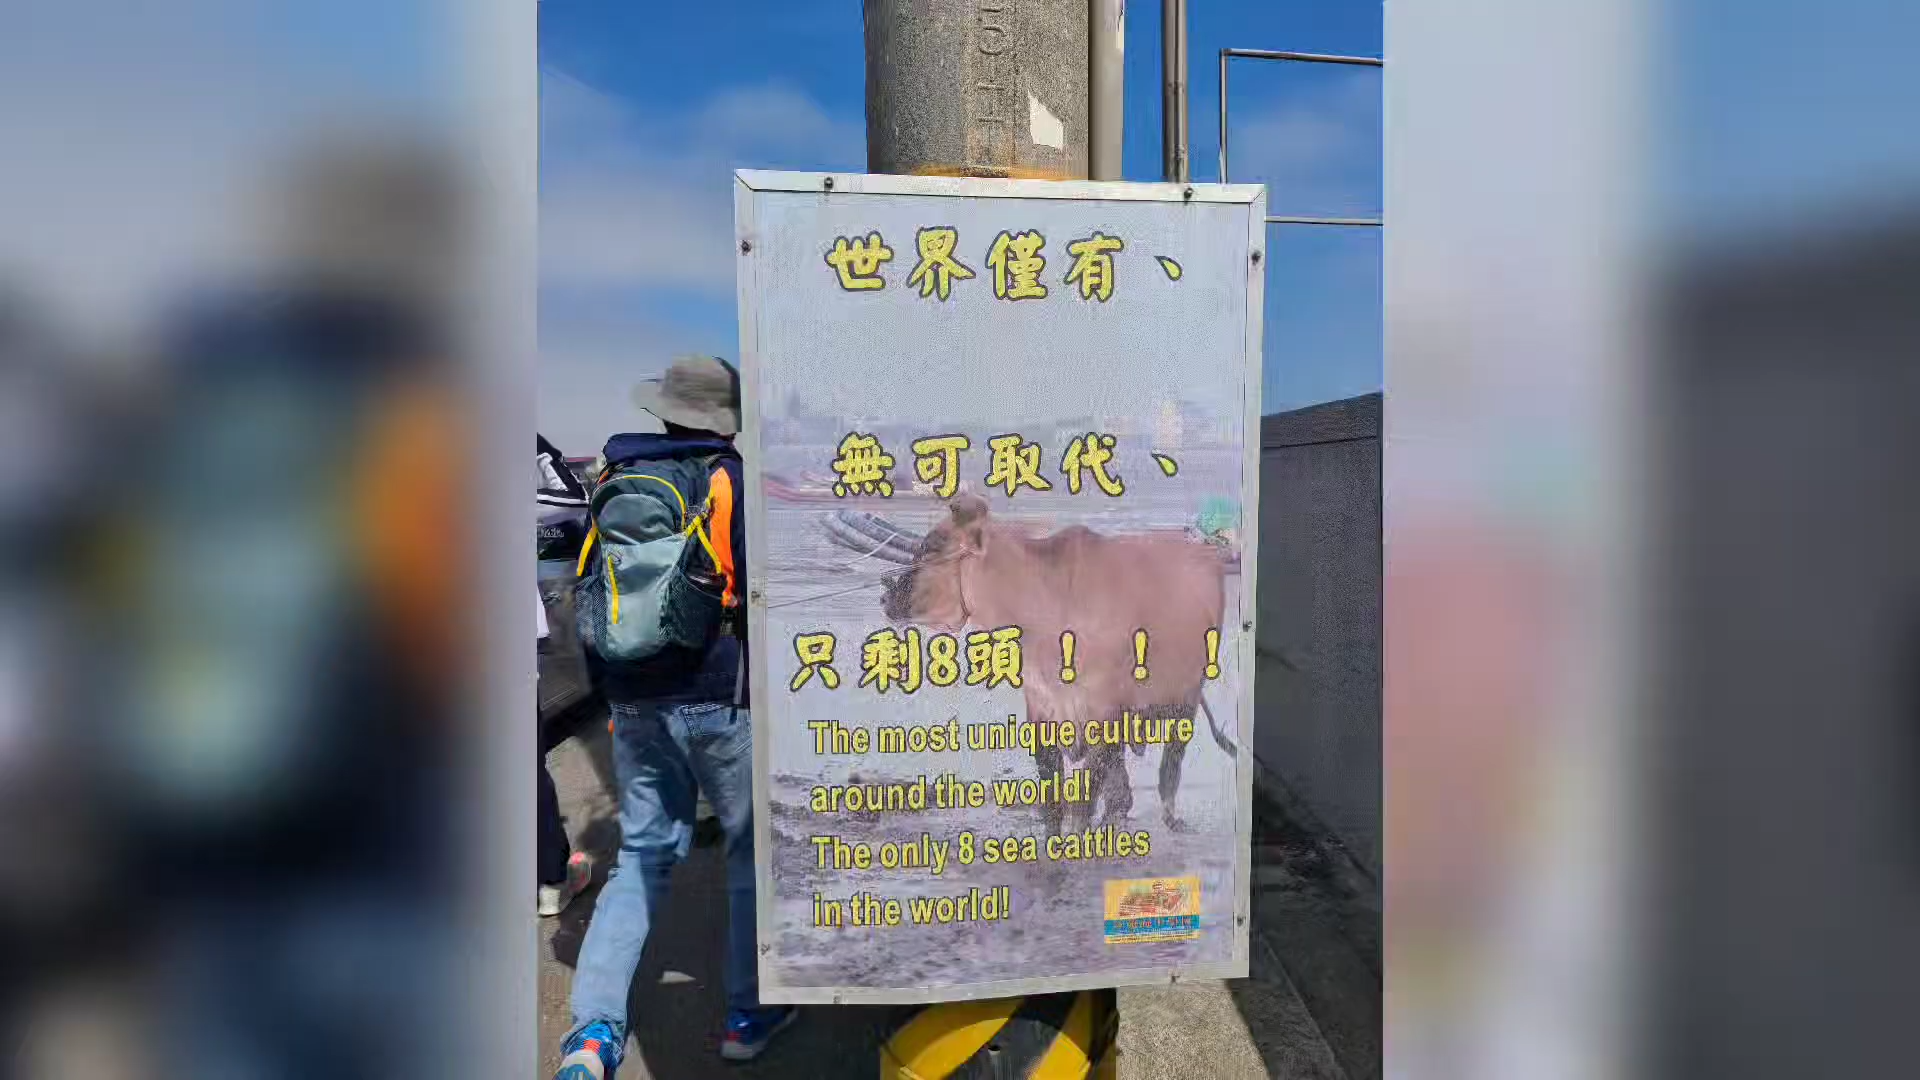 世界僅有、
無可取代、
只剩8頭！！！
The most unique culture
around the world!
The only 8 sea cattles
in the world!